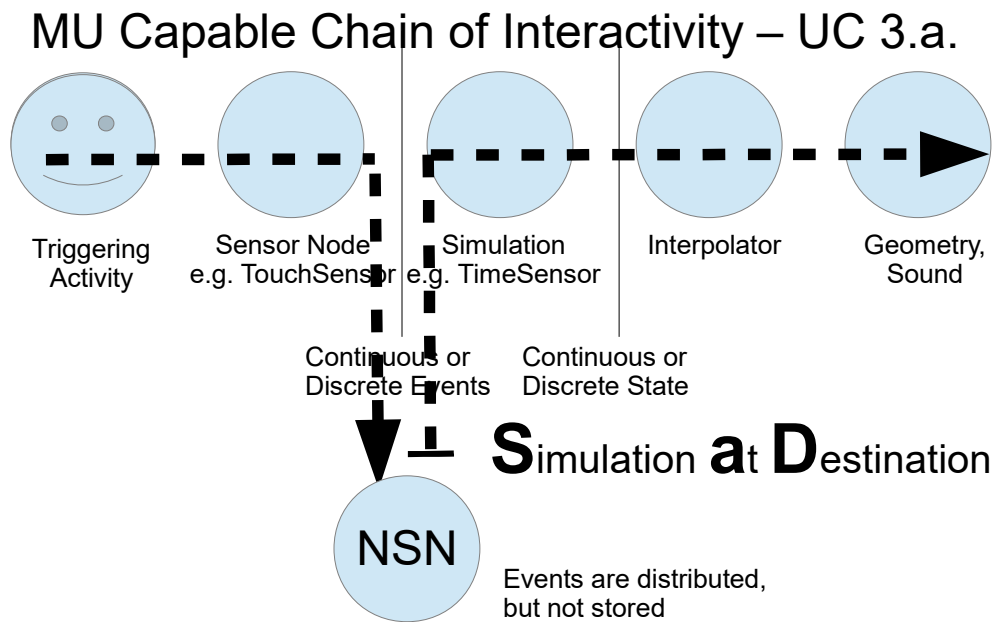 MU Capable Chain of Interactivity – UC 3.a.
Triggering
Activity
Sensor Node
e.g. TouchSensor
Simulation
e.g. TimeSensor
Interpolator
Geometry,
Sound
Continuous or
Discrete Events
Continuous or
Discrete State
Simulation at Destination
NSN
Events are distributed,
but not stored